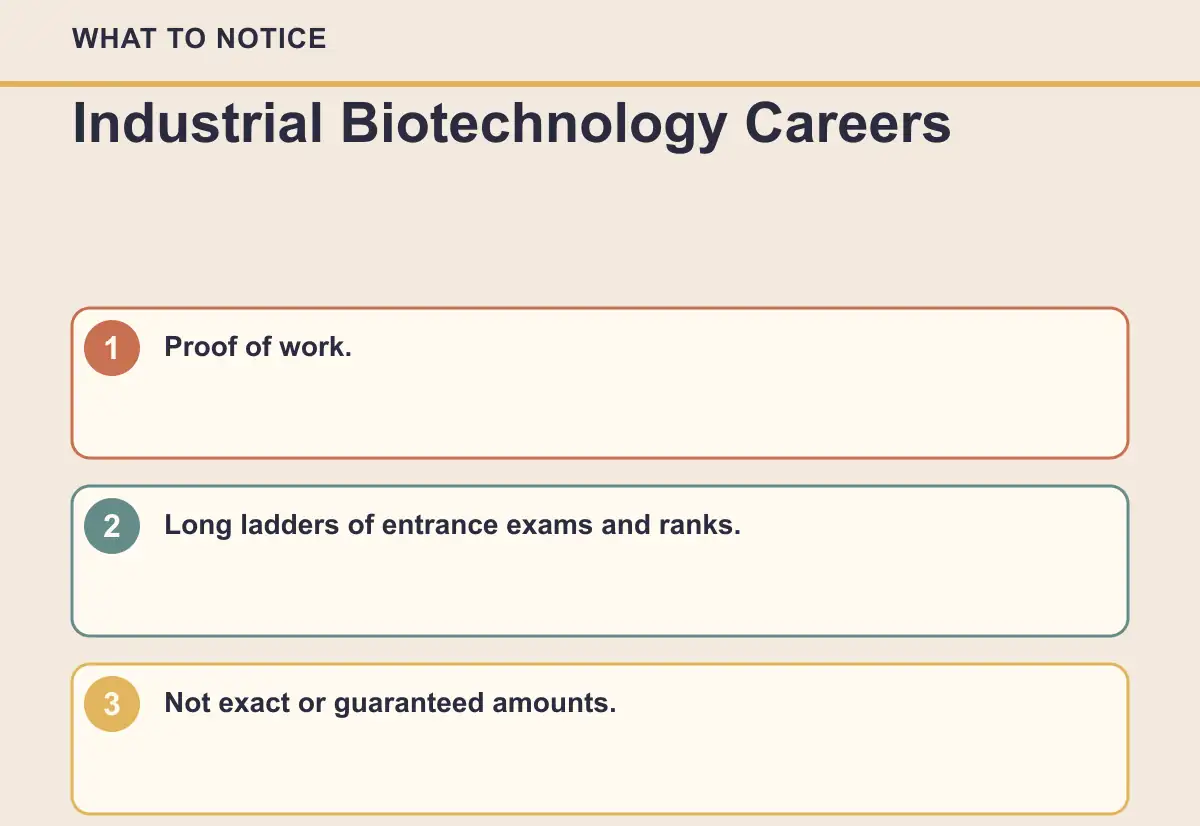 WHAT TO NOTICE
Industrial Biotechnology Careers
1 Proof of work.
2 Long ladders of entrance exams and ranks.
3 Not exact or guaranteed amounts.